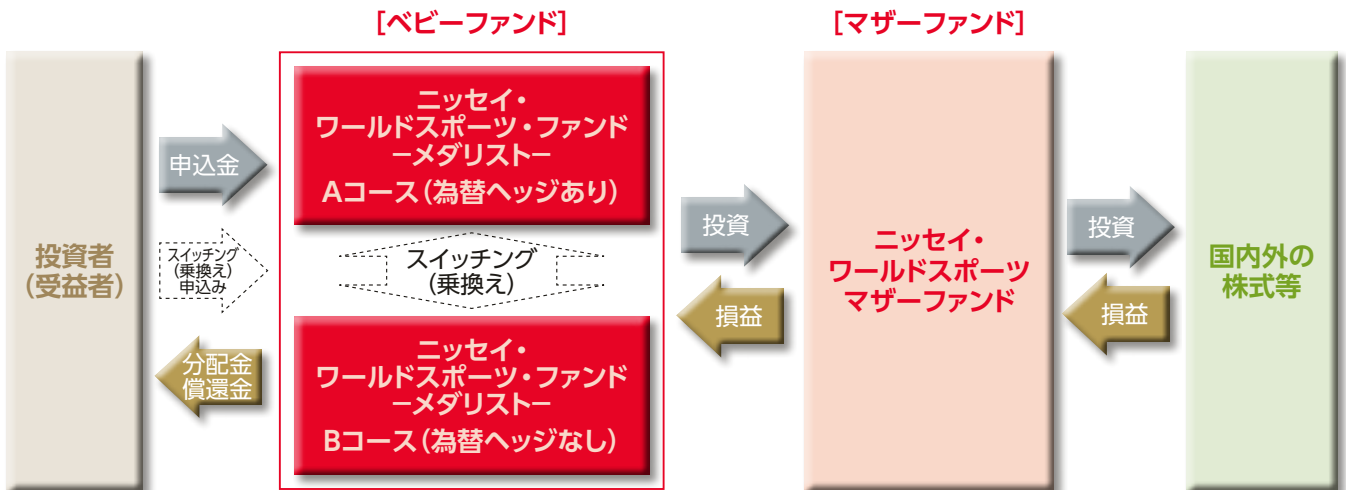 [ベビーファンド]
[マザーファンド]
投資者
(受益者)
申込金
スイッチング
(乗換え)
申込み
分配金
償還金
ニッセイ・
ワールドスポーツ・ファンド
−メダリスト−
Aコース(為替ヘッジあり)
スイッチング
(乗換え)
ニッセイ・
ワールドスポーツ・ファンド
−メダリスト−
Bコース(為替ヘッジなし)
投資
損益
ニッセイ・
ワールドスポーツ
マザーファンド
投資
損益
国内外の
株式等